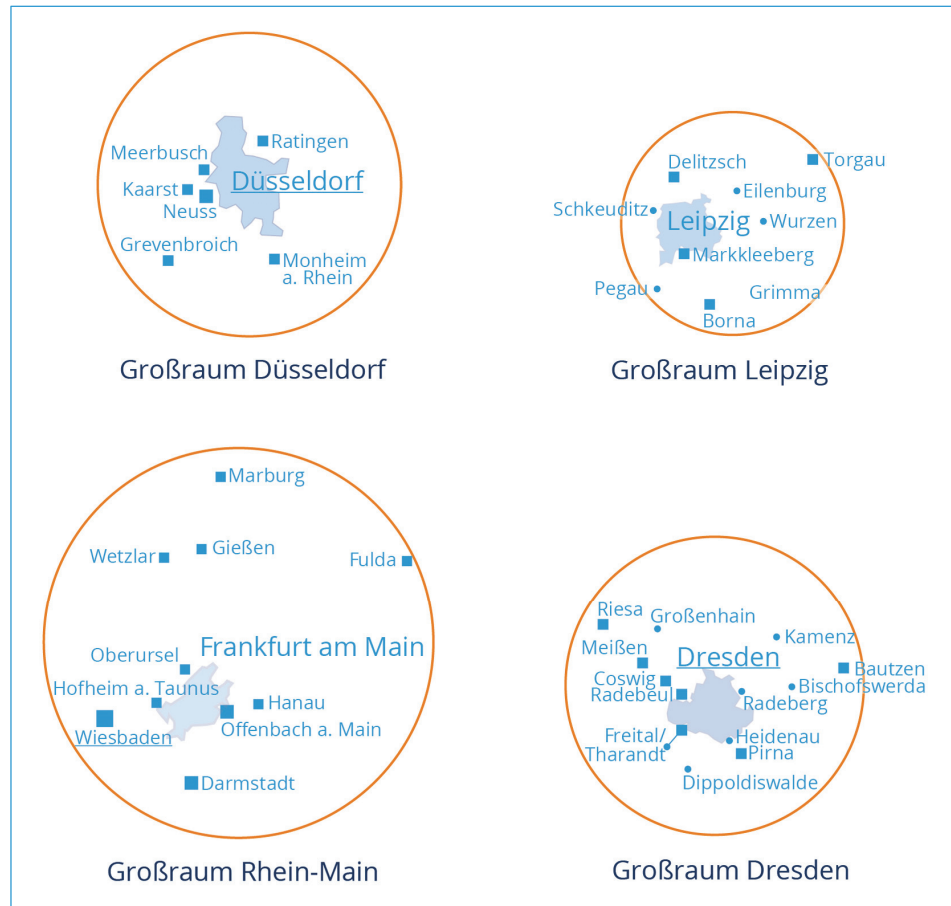 Ratingen
Meerbusch
Düsseldorf
Kaarst
Neuss
Grevenbroich
Monheim
a. Rhein
Großraum Düsseldorf
Torgau
Delitzsch
Eilenburg
Schkeuditz
Leipzig
Wurzen
Markkleeberg
Pegau
Grimma
Borna
Großraum Leipzig
Marburg
Gießen
Wetzlar
Fulda
Frankfurt am Main
Oberursel
Hofheim a. Taunus
Hanau
Offenbach a. Main
Wiesbaden
Darmstadt
Großraum Rhein-Main
Riesa
Großenhain
Kamenz
Meißen
Dresden
Bautzen
Coswig
Bischofswerda
Radebeul
Radeberg
Freital/
Tharandt
Heidenau
Pirna
Dippoldiswalde
Großraum Dresden